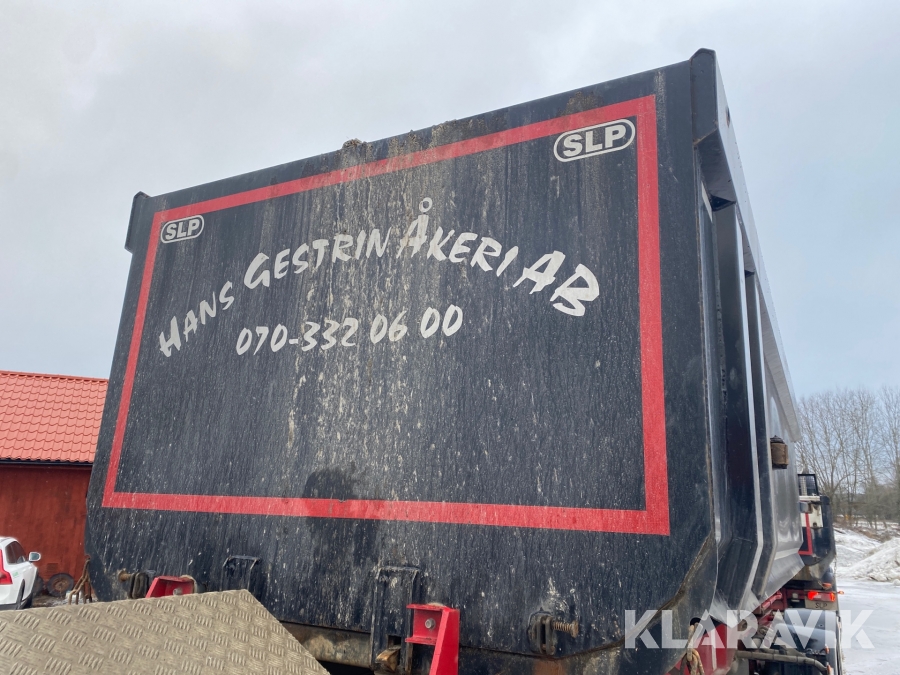 SLP
SLP
HANS GESTRIN ÅKERI AB
070-332 06 00
KLARAVIK